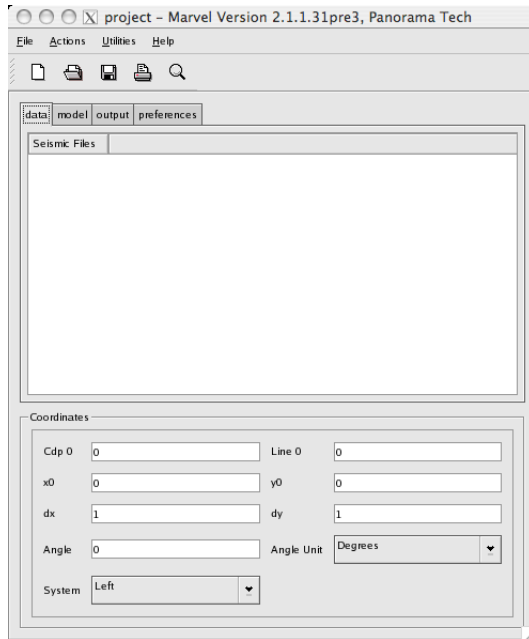 project - Marvel Version 2.1.1.31pre3, Panorama Tech
File Actions Utilities Help
data model output preferences
Seismic Files
Coordinates
Cdp 0 0 Line 0 0
x0 0 y0 0
dx 1 dy 1
Angle 0 Angle Unit Degrees
System Left